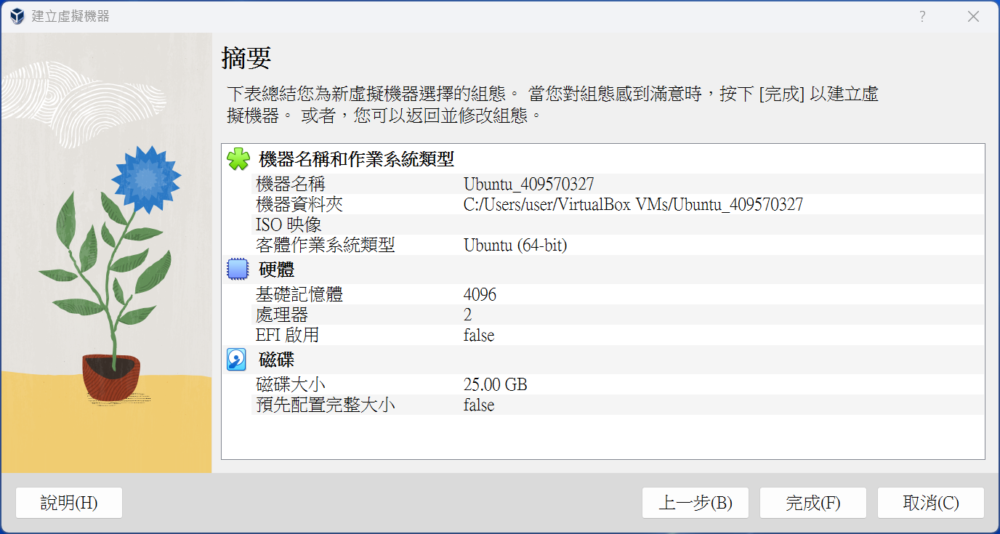 建立虛擬機器
?
摘要
下表總結您為新虛擬機器選擇的組態。 當您對組態感到滿意時，按下 [完成] 以建立虛
擬機器。 或者，您可以返回並修改組態。
機器名稱和作業系統類型
機器名稱 Ubuntu_409570327
機器資料夾 C:/Users/user/VirtualBox VMs/Ubuntu_409570327
ISO 映像
客體作業系統類型 Ubuntu (64-bit)
硬體
基礎記憶體 4096
處理器 2
EFI 啟用 false
磁碟
磁碟大小 25.00 GB
預先配置完整大小 false
說明(H) 上一步(B) 完成(F) 取消(C)